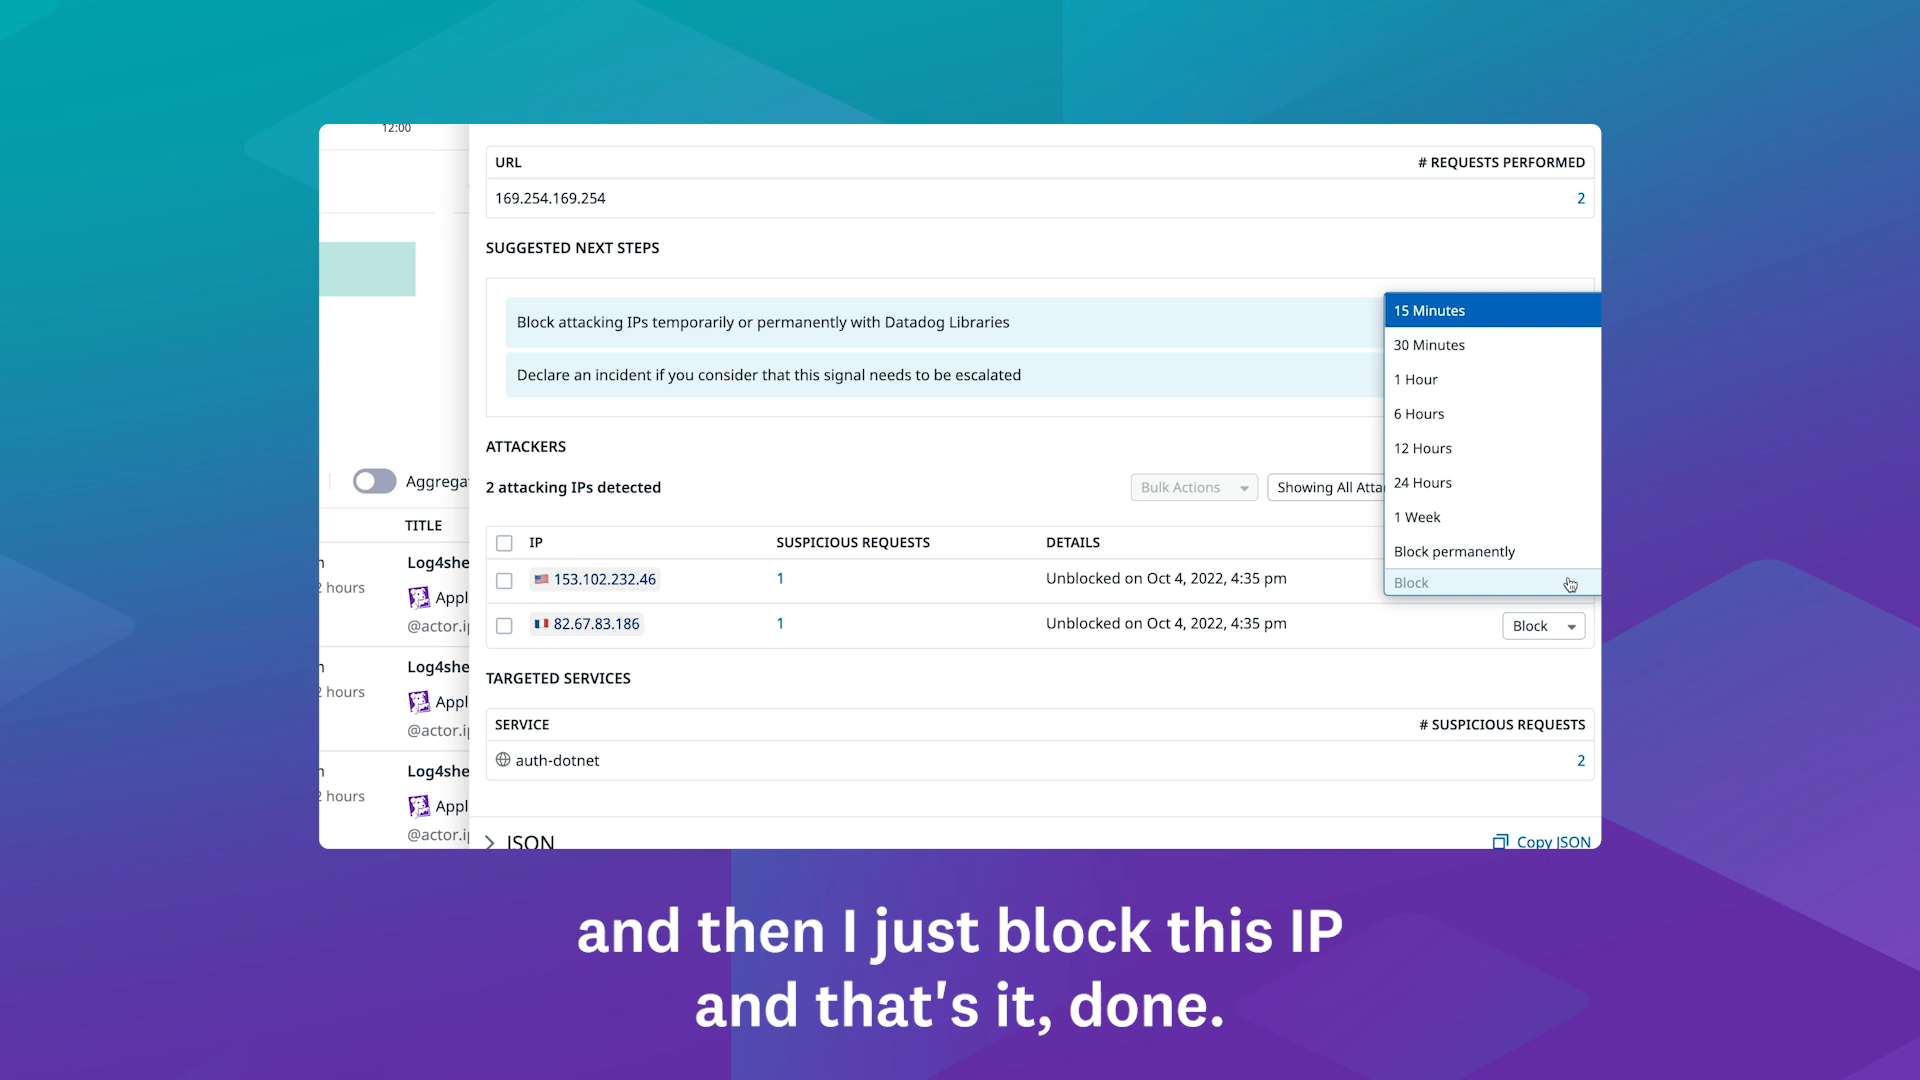 12:00
URL
# REQUESTS PERFORMED
169.254.169.254
2
SUGGESTED NEXT STEPS
Block attacking IPs temporarily or permanently with Datadog Libraries
Declare an incident if you consider that this signal needs to be escalated
15 Minutes
30 Minutes
1 Hour
6 Hours
12 Hours
24 Hours
1 Week
Block permanently
Block
ATTACKERS
2 attacking IPs detected
Bulk Actions
Showing All Atta
IP
SUSPICIOUS REQUESTS
DETAILS
153.102.232.46
1
Unblocked on Oct 4, 2022, 4:35 pm
82.67.83.186
1
Unblocked on Oct 4, 2022, 4:35 pm
Block
TARGETED SERVICES
SERVICE
# SUSPICIOUS REQUESTS
auth-dotnet
2
JSON
Copy JSON
Aggrega
TITLE
Log4she
2 hours
Appl
@actor.ip
Log4she
2 hours
Appl
@actor.ip
Log4she
2 hours
Appl
@actor.ip
and then I just block this IP
and that's it, done.